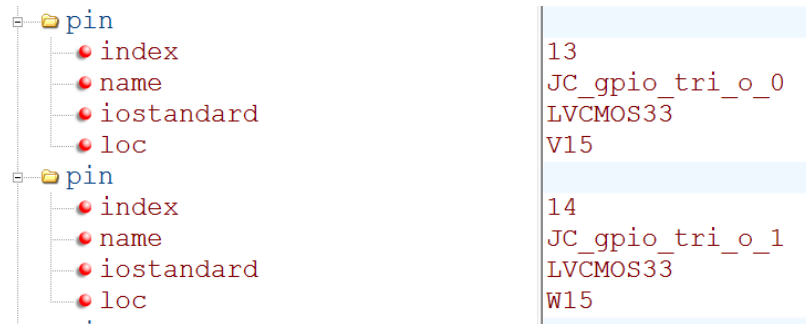 pin
index 13
name JC_gpio_tri_o_0
iostandard LVCMOS33
loc V15
pin
index 14
name JC_gpio_tri_o_1
iostandard LVCMOS33
loc W15